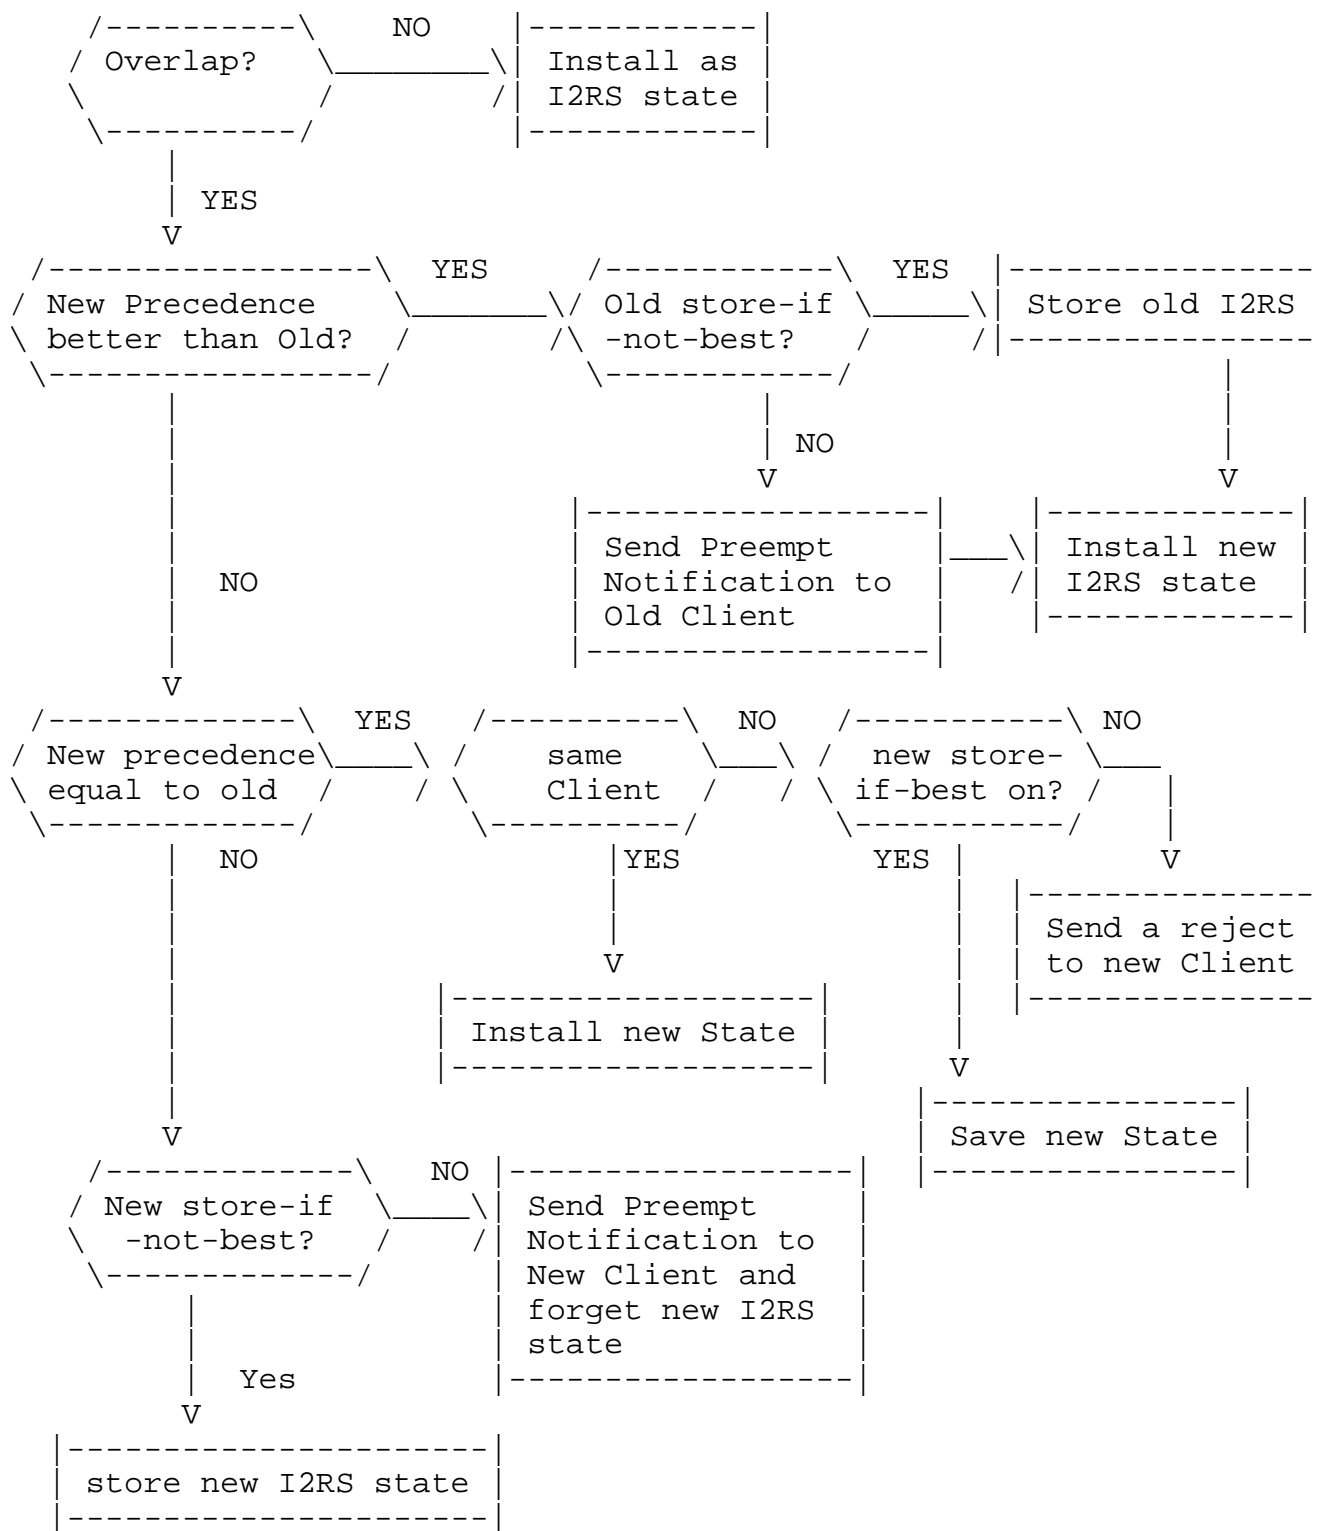 NO
Overlap?
Install as
I2RS state
YES
YES
YES
New Precedence
better than Old?
Old store-if
-not-best?
Store old I2RS
NO
V
V
V
Send Preempt
Notification to
Old Client
Install new
I2RS state
NO
V
YES
NO
NO
New precedence
equal to old
same
Client
new store-
if-best on?
NO
YES
YES
V
Send a reject
to new Client
V
Install new State
V
Save new State
V
NO
New store-if
-not-best?
Send Preempt
Notification to
New Client and
forget new I2RS
state
Yes
V
store new I2RS state